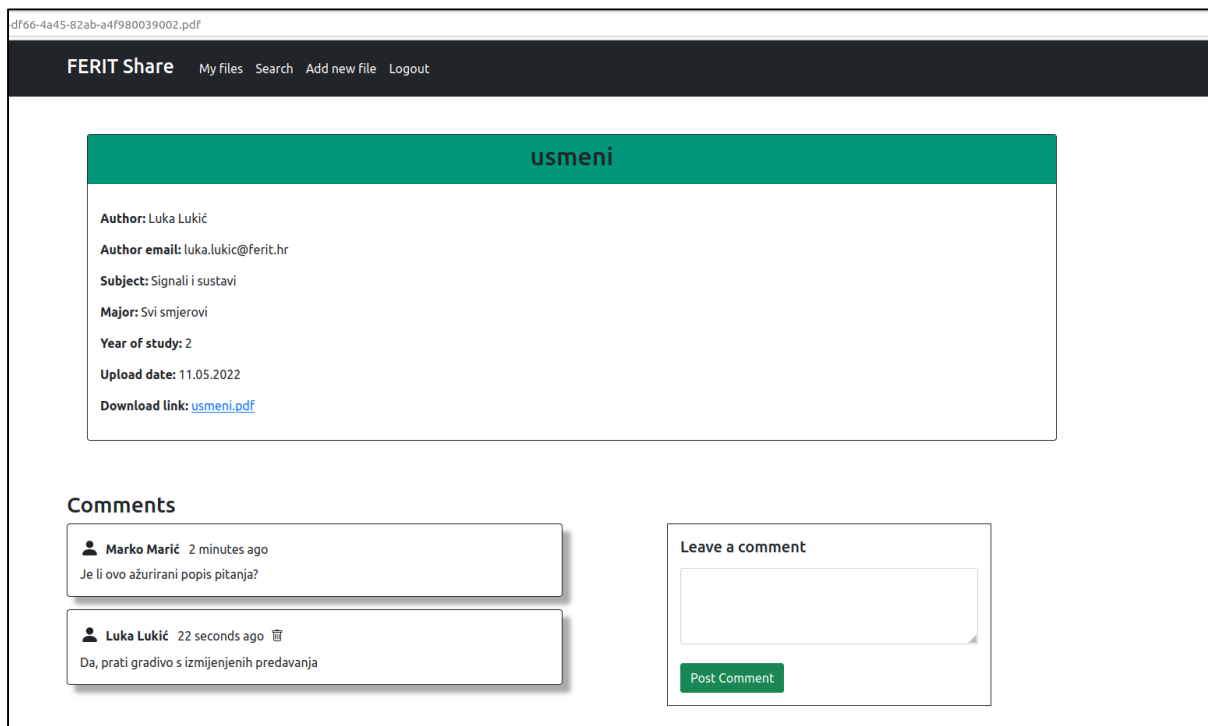 -df66-4a45-82ab-a4f980039002.pdf
FERIT Share My files Search Add new file Logout
usmeni
Author: Luka Lukić
Author email: luka.lukic@ferit.hr
Subject: Signali i sustavi
Major: Svi smjerovi
Year of study: 2
Upload date: 11.05.2022
Download link: usmeni.pdf
Comments
Marko Marić 2 minutes ago
Je li ovo ažurirani popis pitanja?
Luka Lukić 22 seconds ago
Da, prati gradivo s izmijenjenih predavanja
Leave a comment
Post Comment